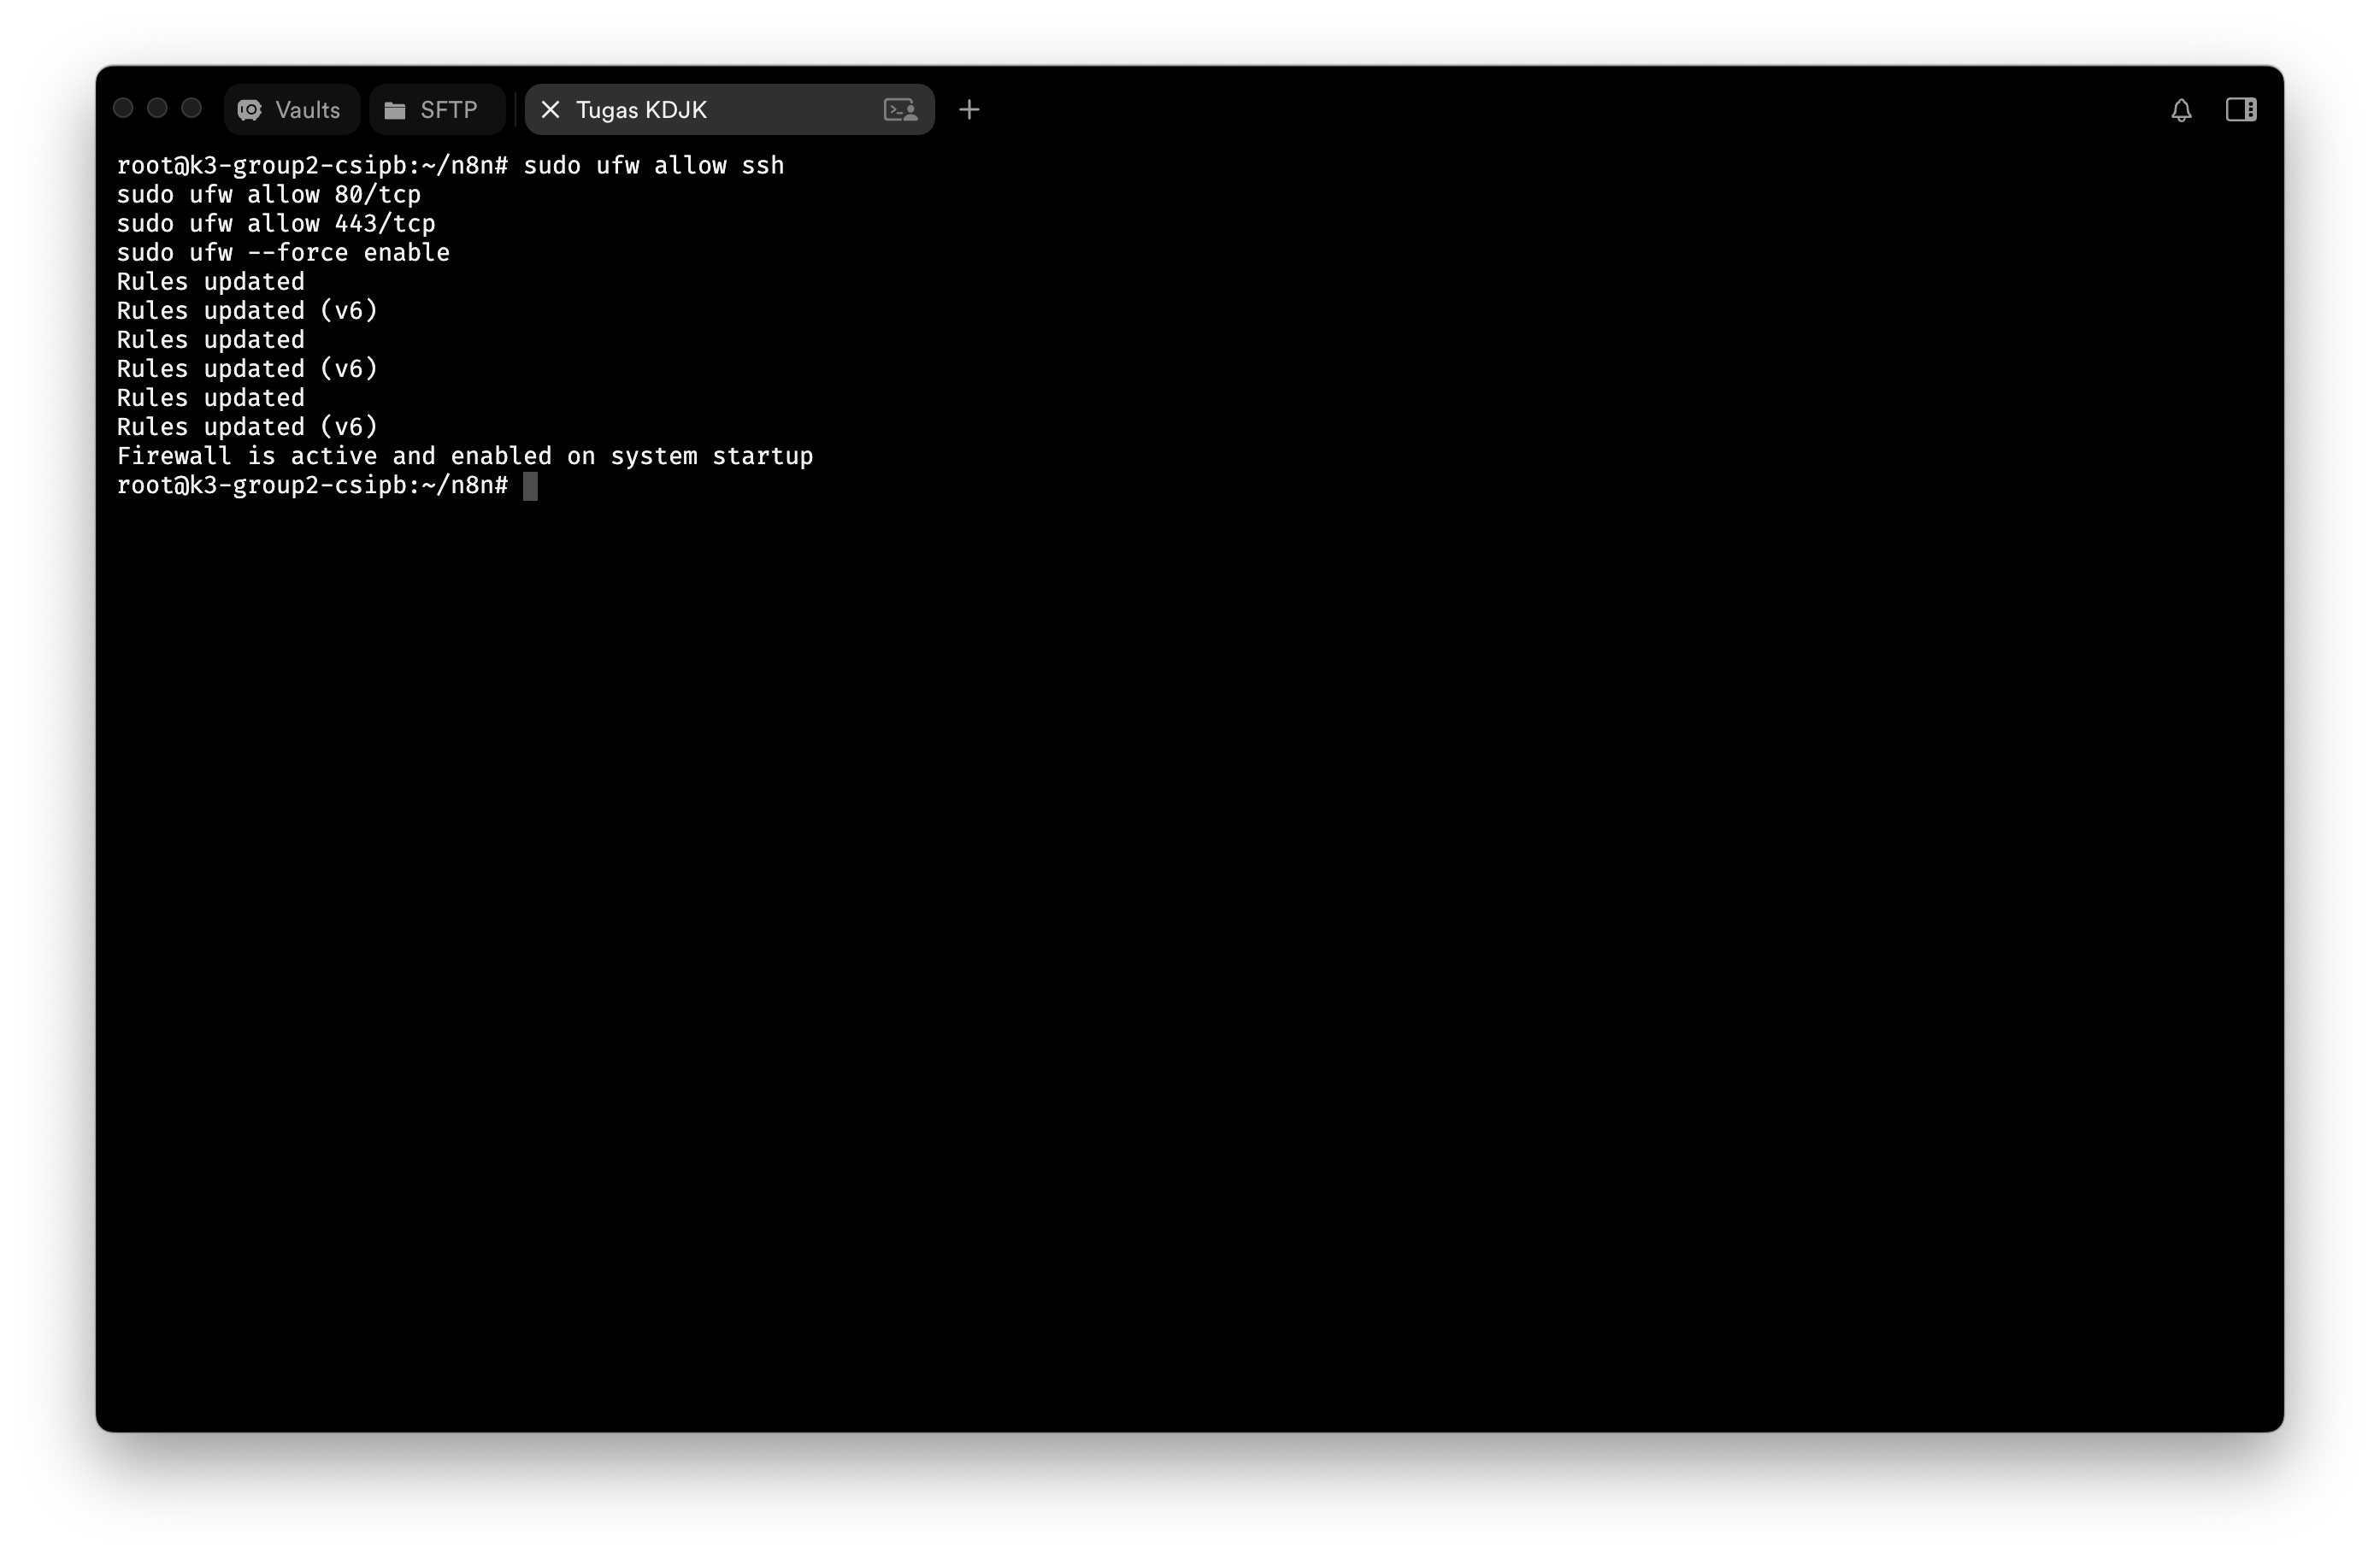 Vaults SFTP Tugas KDJK
root@k3-group2-csipb:~/n8n# sudo ufw allow ssh
sudo ufw allow 80/tcp
sudo ufw allow 443/tcp
sudo ufw --force enable
Rules updated
Rules updated (v6)
Rules updated
Rules updated (v6)
Rules updated
Rules updated (v6)
Firewall is active and enabled on system startup
root@k3-group2-csipb:~/n8n#